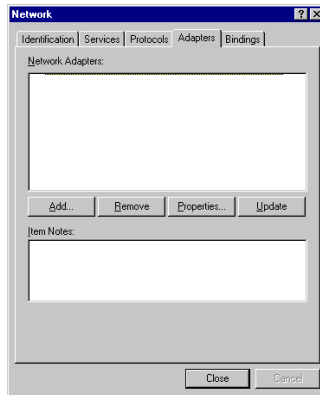 Network
Identification Services Protocols Adapters Bindings
Network Adapters:
Add... Remove Properties... Update
Item Notes:
Close Cancel